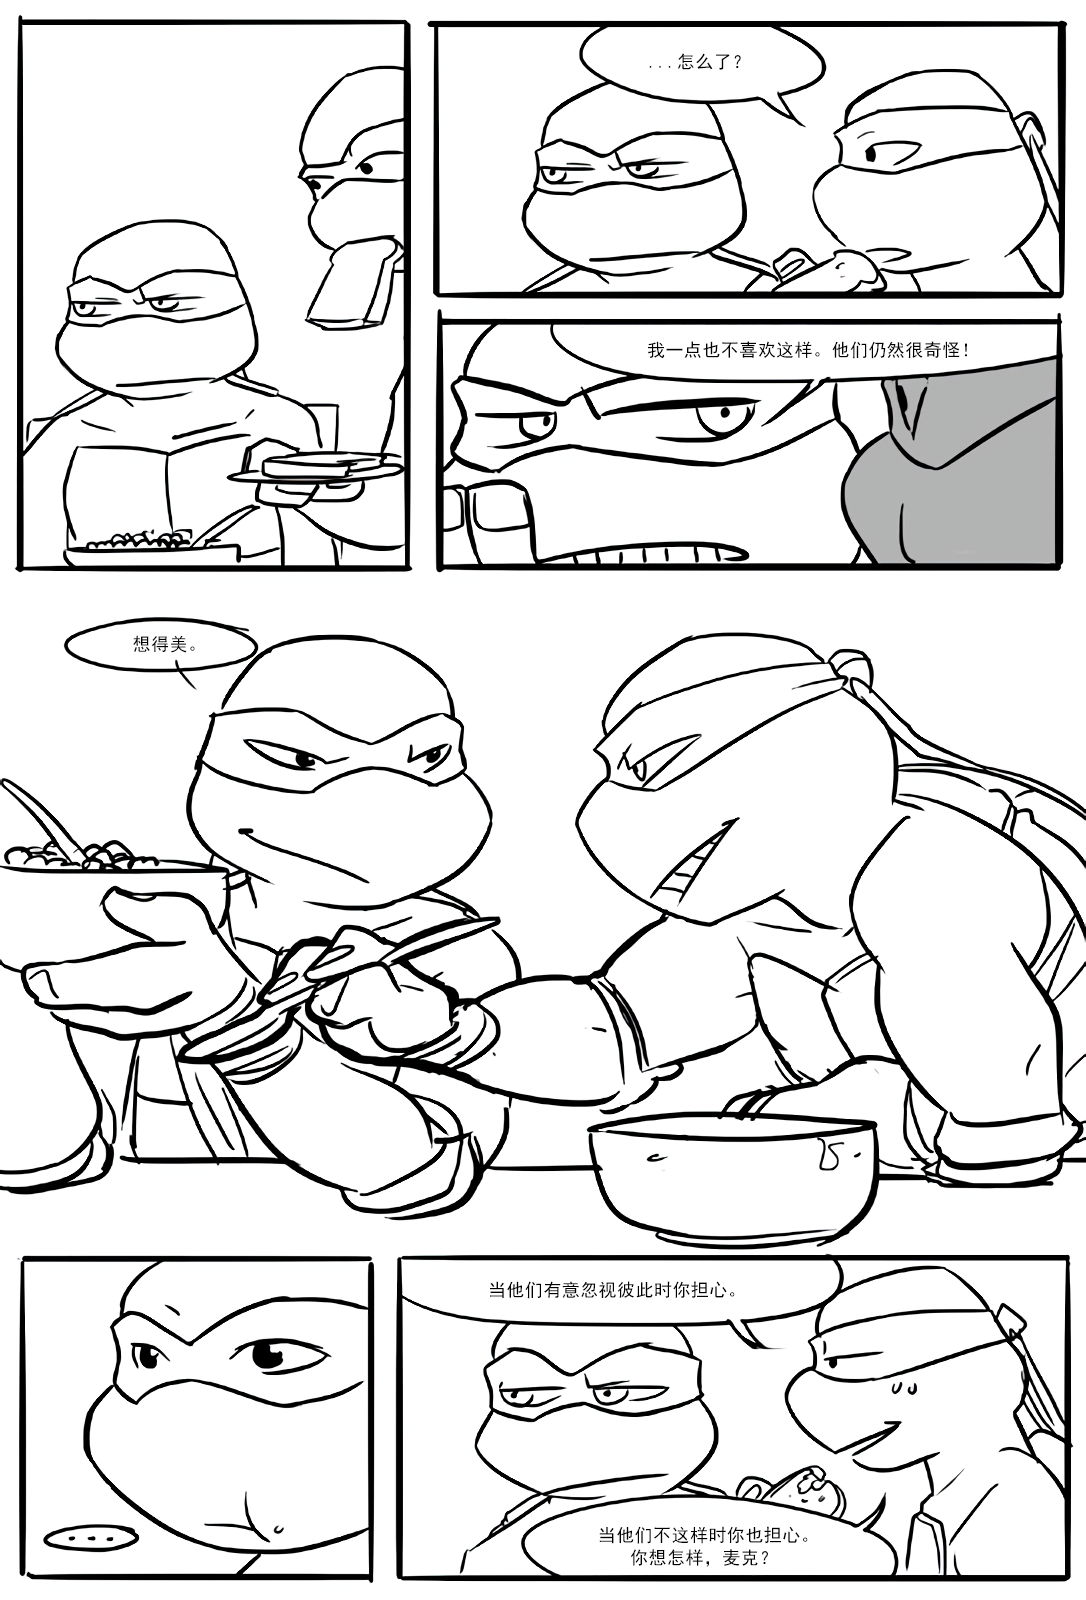 ...怎么了？
我一点也不喜欢这样。他们仍然很奇怪！
想得美。
....
当他们有意忽视彼此时你担心。
当他们不这样时你也担心。
你想怎样，麦克？